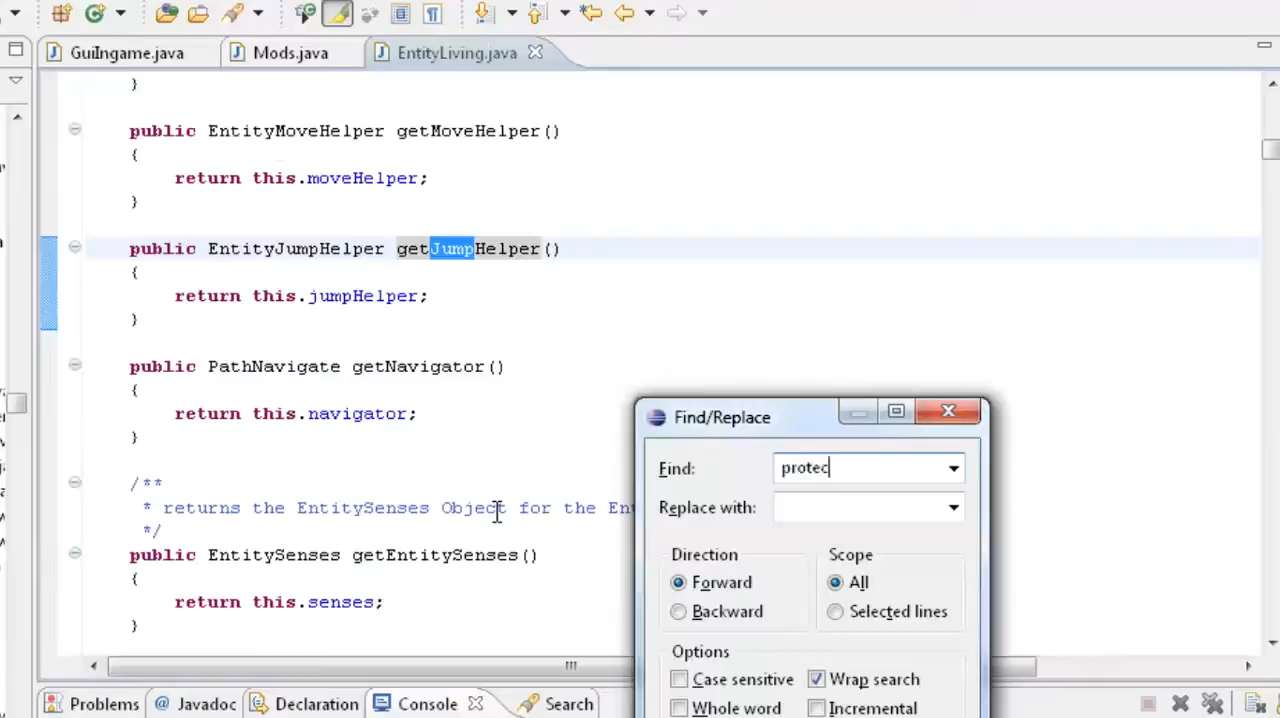 GuiIngame.java
Mods.java
EntityLiving.java
}
public EntityMoveHelper getMoveHelper()
{
return this.moveHelper;
}
public EntityJumpHelper getJumpHelper()
{
return this.jumpHelper;
}
public PathNavigate getNavigator()
{
return this.navigator;
}
/**
* returns the EntitySenses Object for the
*/
public EntitySenses getEntitySenses()
{
return this.senses;
}
Find/Replace
Find: protec
Replace with:
Direction
Scope
Forward
All
Backward
Selected lines
Options
Case sensitive
Wrap search
Whole word
Incremental
Problems
@ Javadoc
Declaration
Console
Search